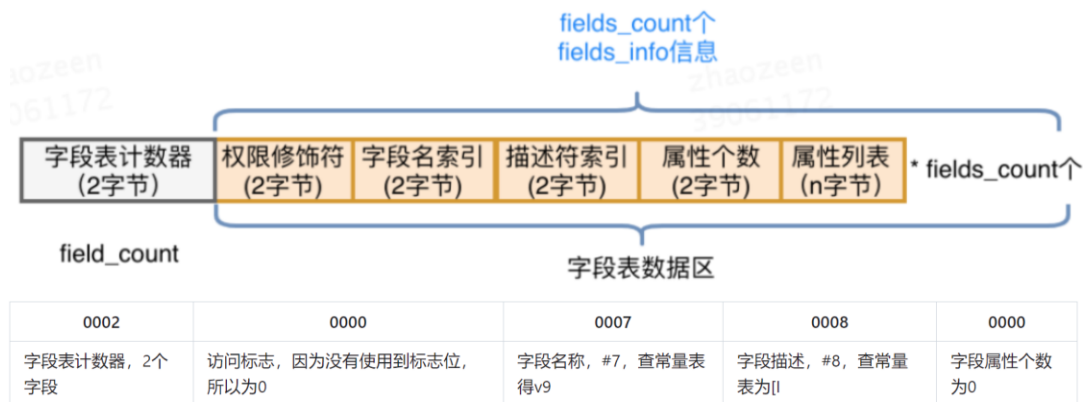 fields_count个
fields_info信息
aozeen
zhaozeen
061172
39061172
字段表计数器
（2字节）
权限修饰符
(2字节)
字段名索引
(2字节)
描述符索引
(2字节)
属性个数
(2字节)
属性列表
（n字节）
* fields_count个
field_count
字段表数据区
0002
0000
0007
0008
0000
字段表计数器，2个
字段
访问标志，因为没有使用到标志位，
所以为0
字段名称，#7，查常量表
得v9
字段描述，#8，查常量
表为[I
字段属性个数
为0